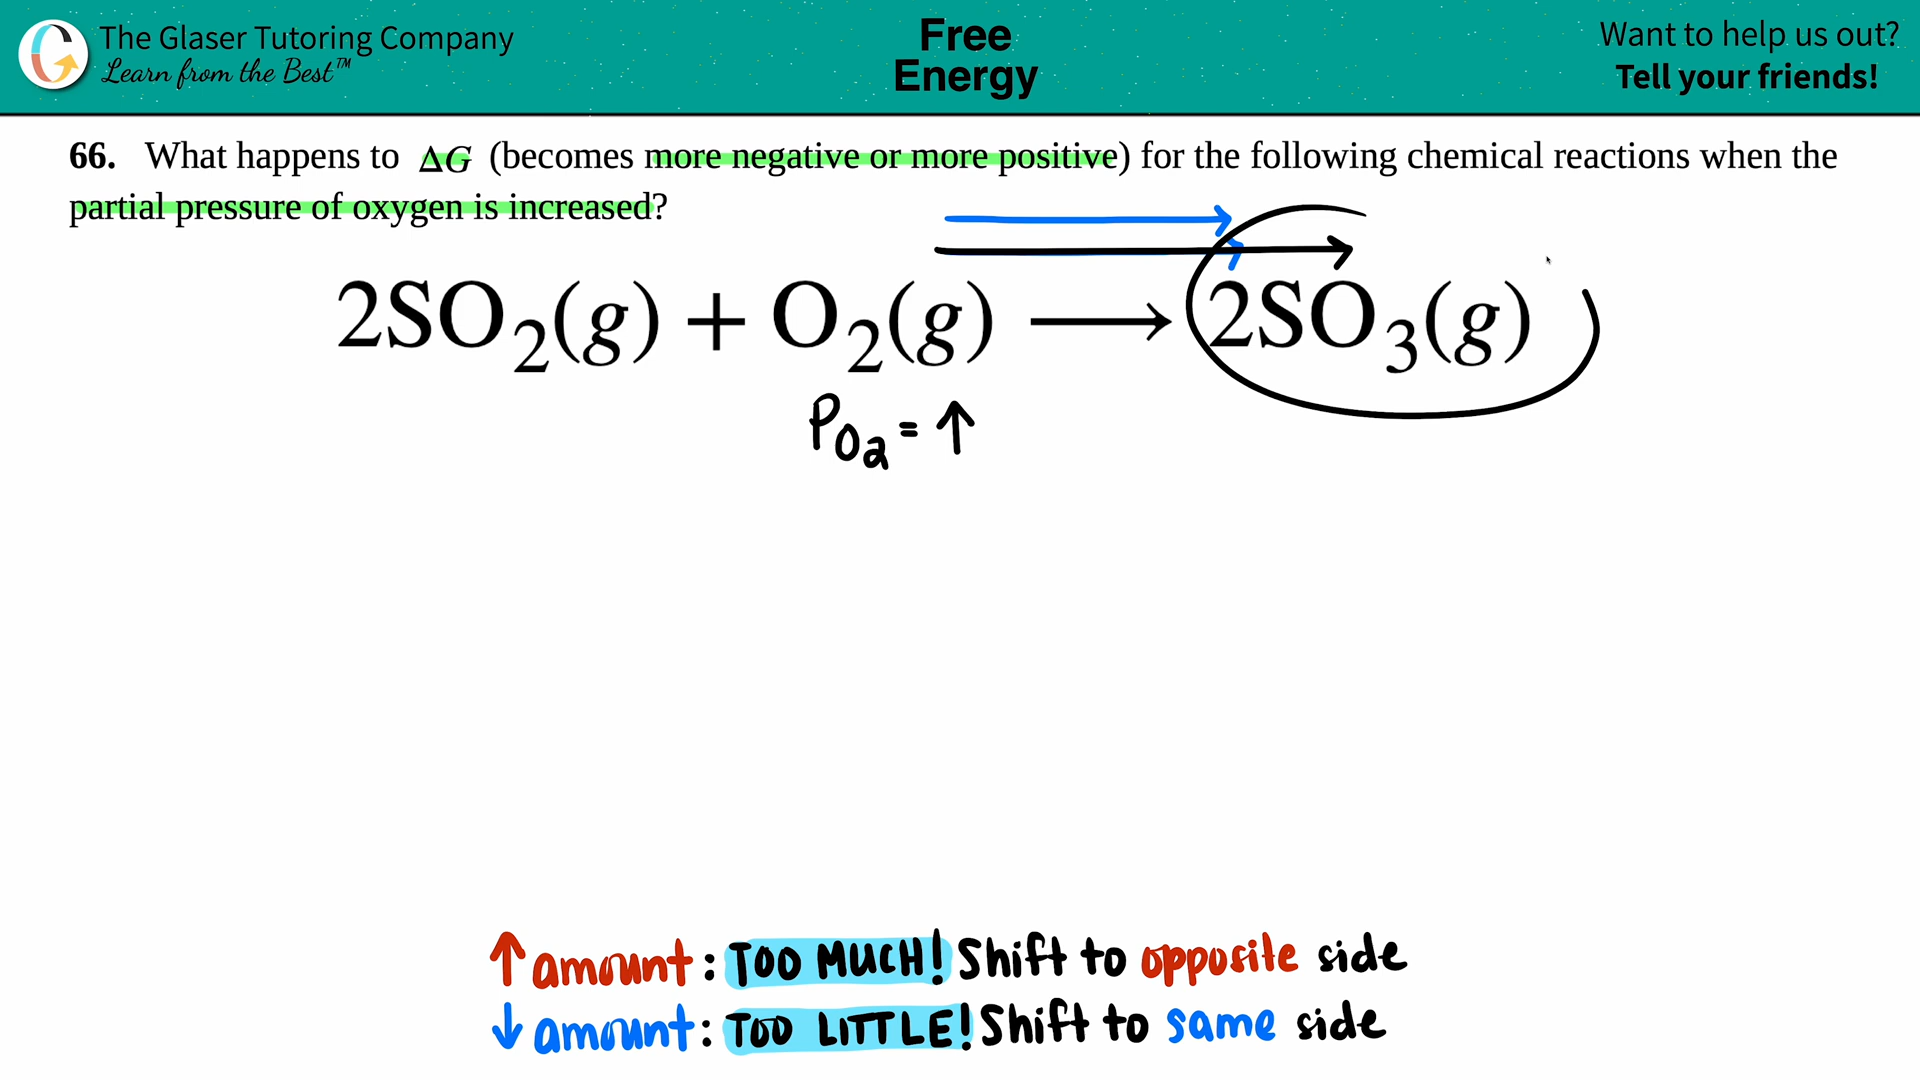 The Glaser Tutoring Company
Learn from the Best™
Free
Energy
Want to help us out?
Tell your friends!
66. What happens to ΔG (becomes more negative or more positive) for the following chemical reactions when the
partial pressure of oxygen is increased?
2SO₂(g) + O₂(g) ⟶ 2SO₃(g)
P_O₂ = ↑
↑ amount: TOO MUCH! Shift to opposite side
↓ amount: TOO LITTLE! Shift to same side